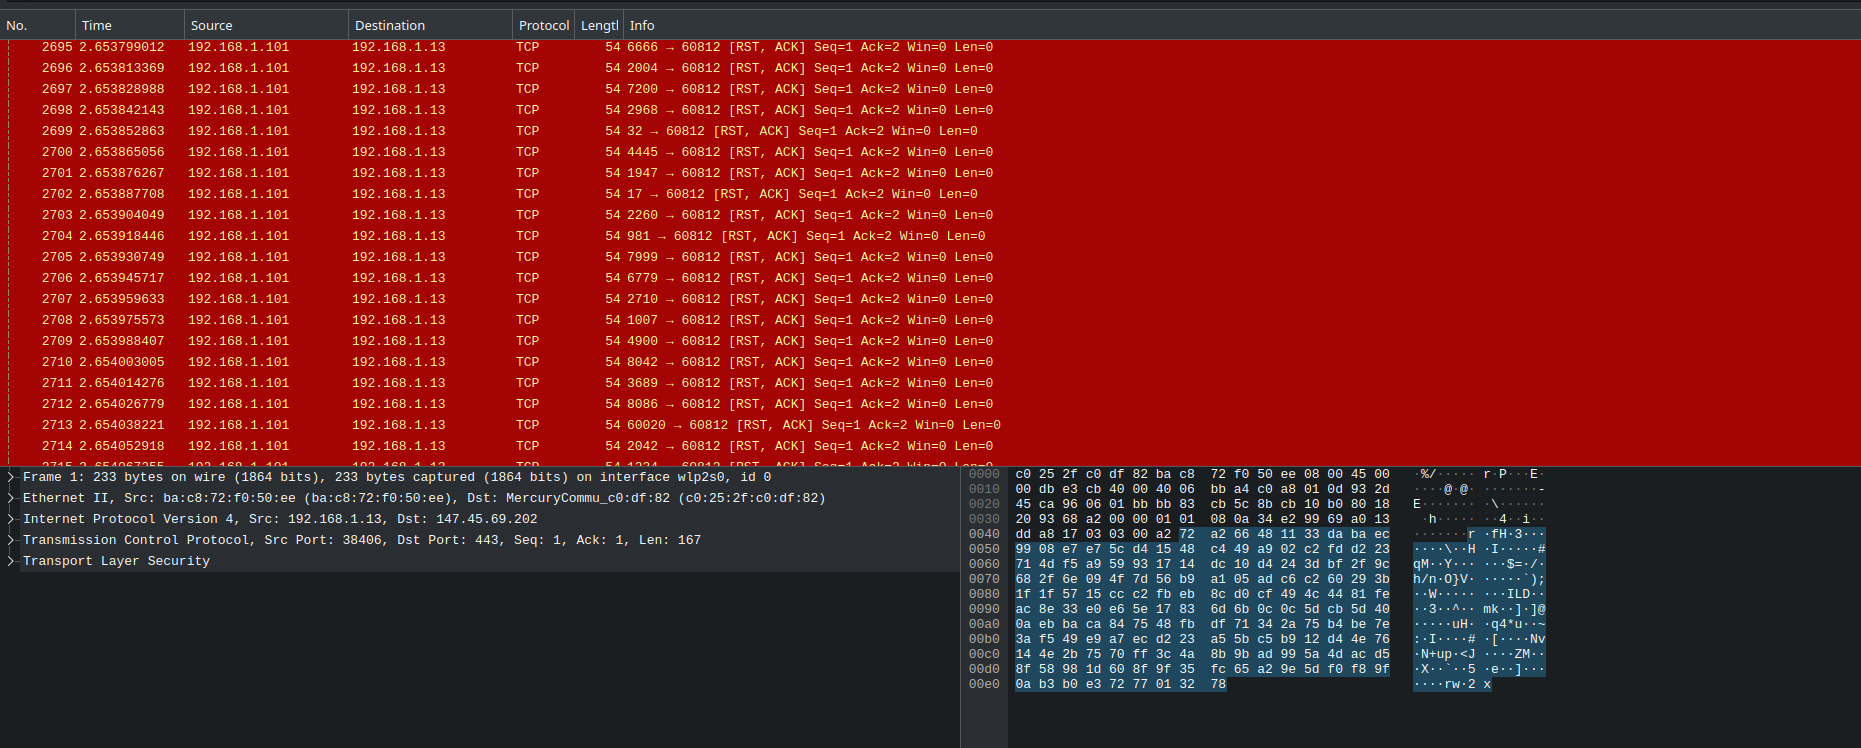 No. Time Source Destination Protocol Lengtl Info
2695 2.653799012 192.168.1.101 192.168.1.13 TCP 54 6666 → 60812 [RST, ACK] Seq=1 Ack=2 Win=0 Len=0
2696 2.653813369 192.168.1.101 192.168.1.13 TCP 54 2004 → 60812 [RST, ACK] Seq=1 Ack=2 Win=0 Len=0
2697 2.653828988 192.168.1.101 192.168.1.13 TCP 54 7200 → 60812 [RST, ACK] Seq=1 Ack=2 Win=0 Len=0
2698 2.653842143 192.168.1.101 192.168.1.13 TCP 54 2968 → 60812 [RST, ACK] Seq=1 Ack=2 Win=0 Len=0
2699 2.653852863 192.168.1.101 192.168.1.13 TCP 54 32 → 60812 [RST, ACK] Seq=1 Ack=2 Win=0 Len=0
2700 2.653865056 192.168.1.101 192.168.1.13 TCP 54 4445 → 60812 [RST, ACK] Seq=1 Ack=2 Win=0 Len=0
2701 2.653876267 192.168.1.101 192.168.1.13 TCP 54 1947 → 60812 [RST, ACK] Seq=1 Ack=2 Win=0 Len=0
2702 2.653887708 192.168.1.101 192.168.1.13 TCP 54 17 → 60812 [RST, ACK] Seq=1 Ack=2 Win=0 Len=0
2703 2.653904049 192.168.1.101 192.168.1.13 TCP 54 2260 → 60812 [RST, ACK] Seq=1 Ack=2 Win=0 Len=0
2704 2.653918446 192.168.1.101 192.168.1.13 TCP 54 981 → 60812 [RST, ACK] Seq=1 Ack=2 Win=0 Len=0
2705 2.653930749 192.168.1.101 192.168.1.13 TCP 54 7999 → 60812 [RST, ACK] Seq=1 Ack=2 Win=0 Len=0
2706 2.653945717 192.168.1.101 192.168.1.13 TCP 54 6779 → 60812 [RST, ACK] Seq=1 Ack=2 Win=0 Len=0
2707 2.653959633 192.168.1.101 192.168.1.13 TCP 54 2710 → 60812 [RST, ACK] Seq=1 Ack=2 Win=0 Len=0
2708 2.653975573 192.168.1.101 192.168.1.13 TCP 54 1007 → 60812 [RST, ACK] Seq=1 Ack=2 Win=0 Len=0
2709 2.653988407 192.168.1.101 192.168.1.13 TCP 54 4900 → 60812 [RST, ACK] Seq=1 Ack=2 Win=0 Len=0
2710 2.654003005 192.168.1.101 192.168.1.13 TCP 54 8042 → 60812 [RST, ACK] Seq=1 Ack=2 Win=0 Len=0
2711 2.654014276 192.168.1.101 192.168.1.13 TCP 54 3689 → 60812 [RST, ACK] Seq=1 Ack=2 Win=0 Len=0
2712 2.654026779 192.168.1.101 192.168.1.13 TCP 54 8086 → 60812 [RST, ACK] Seq=1 Ack=2 Win=0 Len=0
2713 2.654038221 192.168.1.101 192.168.1.13 TCP 54 60020 → 60812 [RST, ACK] Seq=1 Ack=2 Win=0 Len=0
2714 2.654052918 192.168.1.101 192.168.1.13 TCP 54 2042 → 60812 [RST, ACK] Seq=1 Ack=2 Win=0 Len=0
Frame 1: 233 bytes on wire (1864 bits), 233 bytes captured (1864 bits) on interface wlp2s0, id 0
Ethernet II, Src: ba:c8:72:f0:50:ee (ba:c8:72:f0:50:ee), Dst: MercuryCommu_c0:df:82 (c0:25:2f:c0:df:82)
Internet Protocol Version 4, Src: 192.168.1.13, Dst: 147.45.69.202
Transmission Control Protocol, Src Port: 38406, Dst Port: 443, Seq: 1, Ack: 1, Len: 167
Transport Layer Security
0000 c0 25 2f c0 df 82 ba c8 72 f0 50 ee 08 00 45 00 ·%/····· r·P···E·
0010 00 db e3 cb 40 00 40 06 bb a4 c0 a8 01 0d 93 2d ····@·@· ·······-
0020 45 ca 96 06 01 bb bb 83 cb 5c 8b cb 10 b0 80 18 E······· ·\······
0030 20 93 68 a2 00 00 01 01 08 0a 34 e2 99 69 a0 13 ·h····· ··4··i··
0040 dd a8 17 03 03 00 a2 72 a2 66 48 11 33 da ba ec ·······r ·fH·3···
0050 99 08 e7 e7 5c d4 15 48 c4 49 a9 02 c2 fd d2 23 ····\··H ·I·····#
0060 71 4d f5 a9 59 93 17 14 dc 10 d4 24 3d bf 2f 9c qM··Y··· ···$=·/·
0070 68 2f 6e 09 4f 7d 56 b9 a1 05 ad c6 c2 60 29 3b h/n·O}V· ·····`);
0080 1f 1f 57 15 cc c2 fb eb 8c d0 cf 49 4c 44 81 fe ··W····· ···ILD··
0090 ac 8e 33 e0 e6 5e 17 83 6d 6b 0c 0c 5d cb 5d 40 ··3··^·· mk··]·]@
00a0 0a eb ba ca 84 75 48 fb df 71 34 2a 75 b4 be 7e ·····uH· ·q4*u··~
00b0 3a f5 49 e9 a7 ec d2 23 a5 5b c5 b9 12 d4 4e 76 :·I····# ·[····Nv
00c0 14 4e 2b 75 70 ff 3c 4a 8b 9b ad 99 5a 4d ac d5 ·N+up·<J ····ZM··
00d0 8f 58 98 1d 60 8f 9f 35 fc 65 a2 9e 5d f0 f8 9f ·X··`··5 ·e··]···
00e0 0a b3 b0 e3 72 77 01 32 78 ····rw·2 x